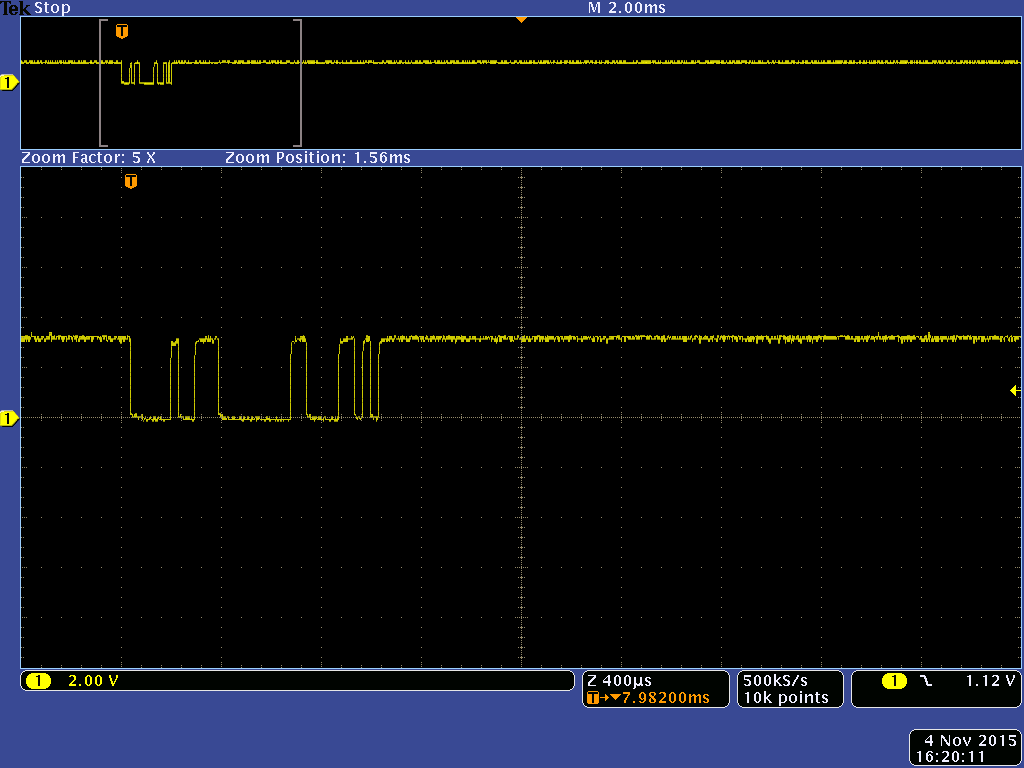 Tek Stop M 2.00ms
T
1
Zoom Factor: 5 X Zoom Position: 1.56ms
T
1
1 2.00 V Z 400µs 500kS/s 1 1.12 V
T→▼7.98200ms 10k points
4 Nov 2015
16:20:11